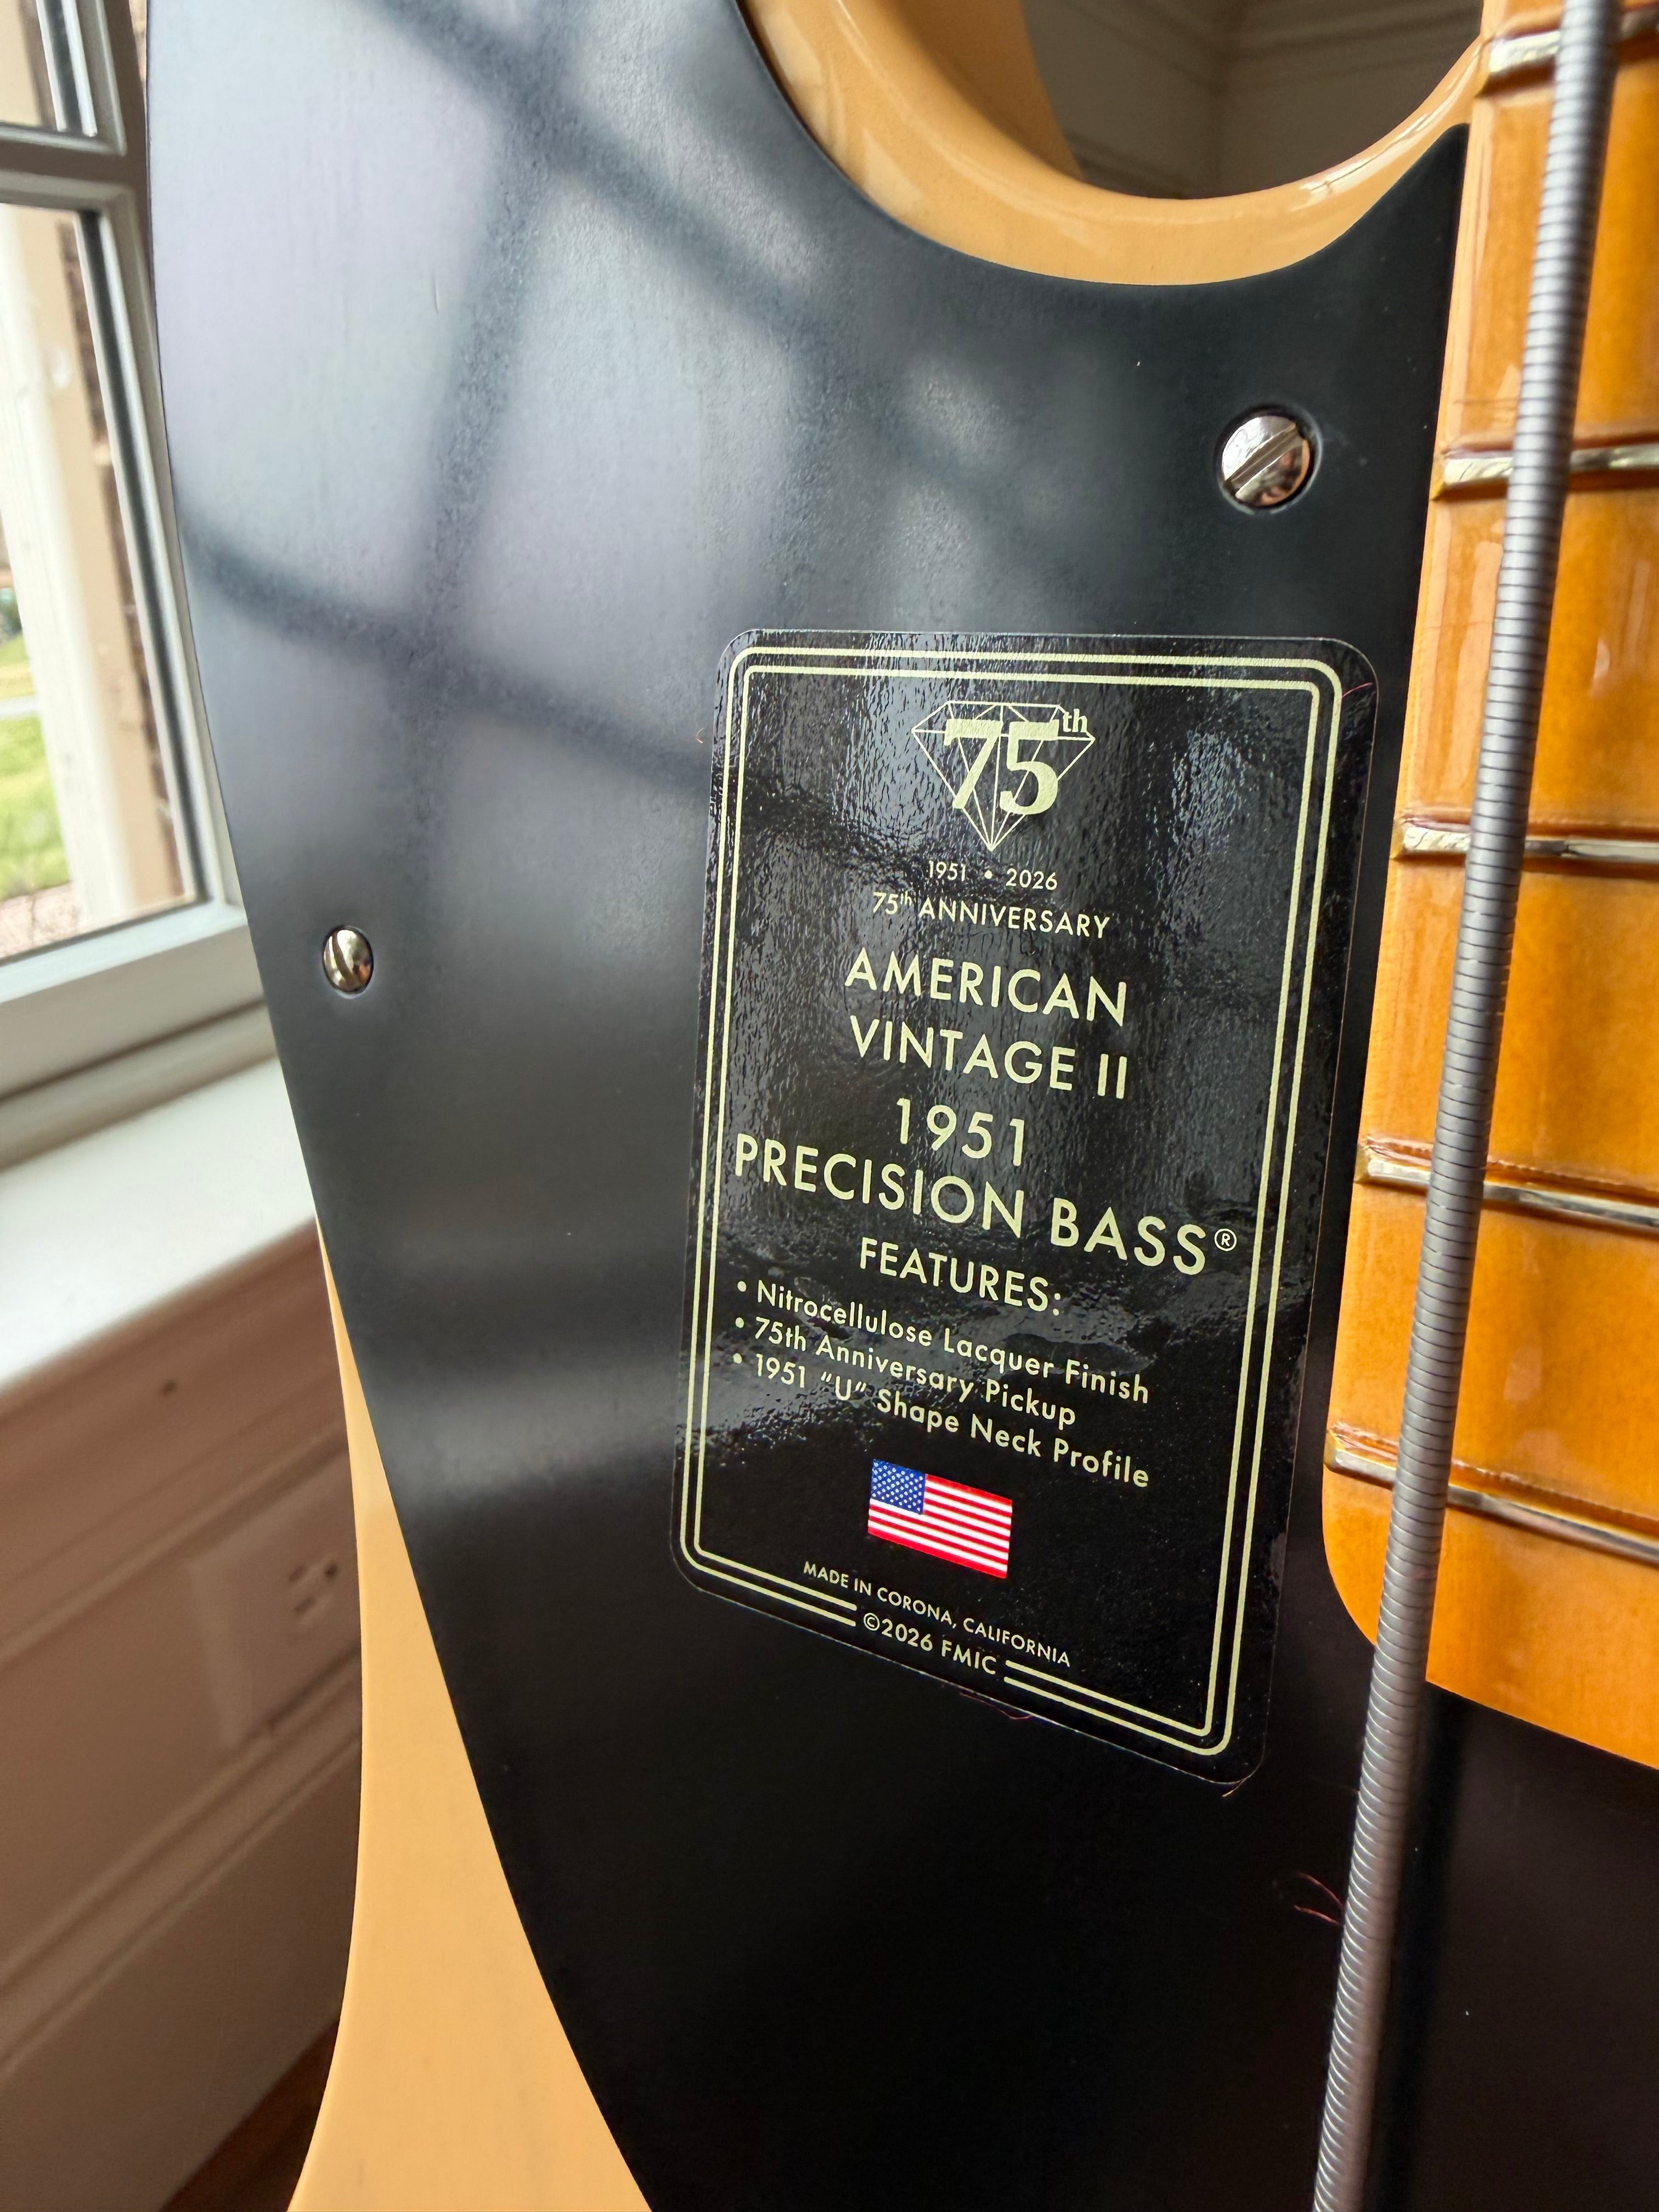 75th
1951 • 2026
75th ANNIVERSARY
AMERICAN
VINTAGE II
1951
PRECISION BASS®
FEATURES:
• Nitrocellulose Lacquer Finish
• 75th Anniversary Pickup
• 1951 "U" Shape Neck Profile
MADE IN CORONA, CALIFORNIA
©2026 FMIC